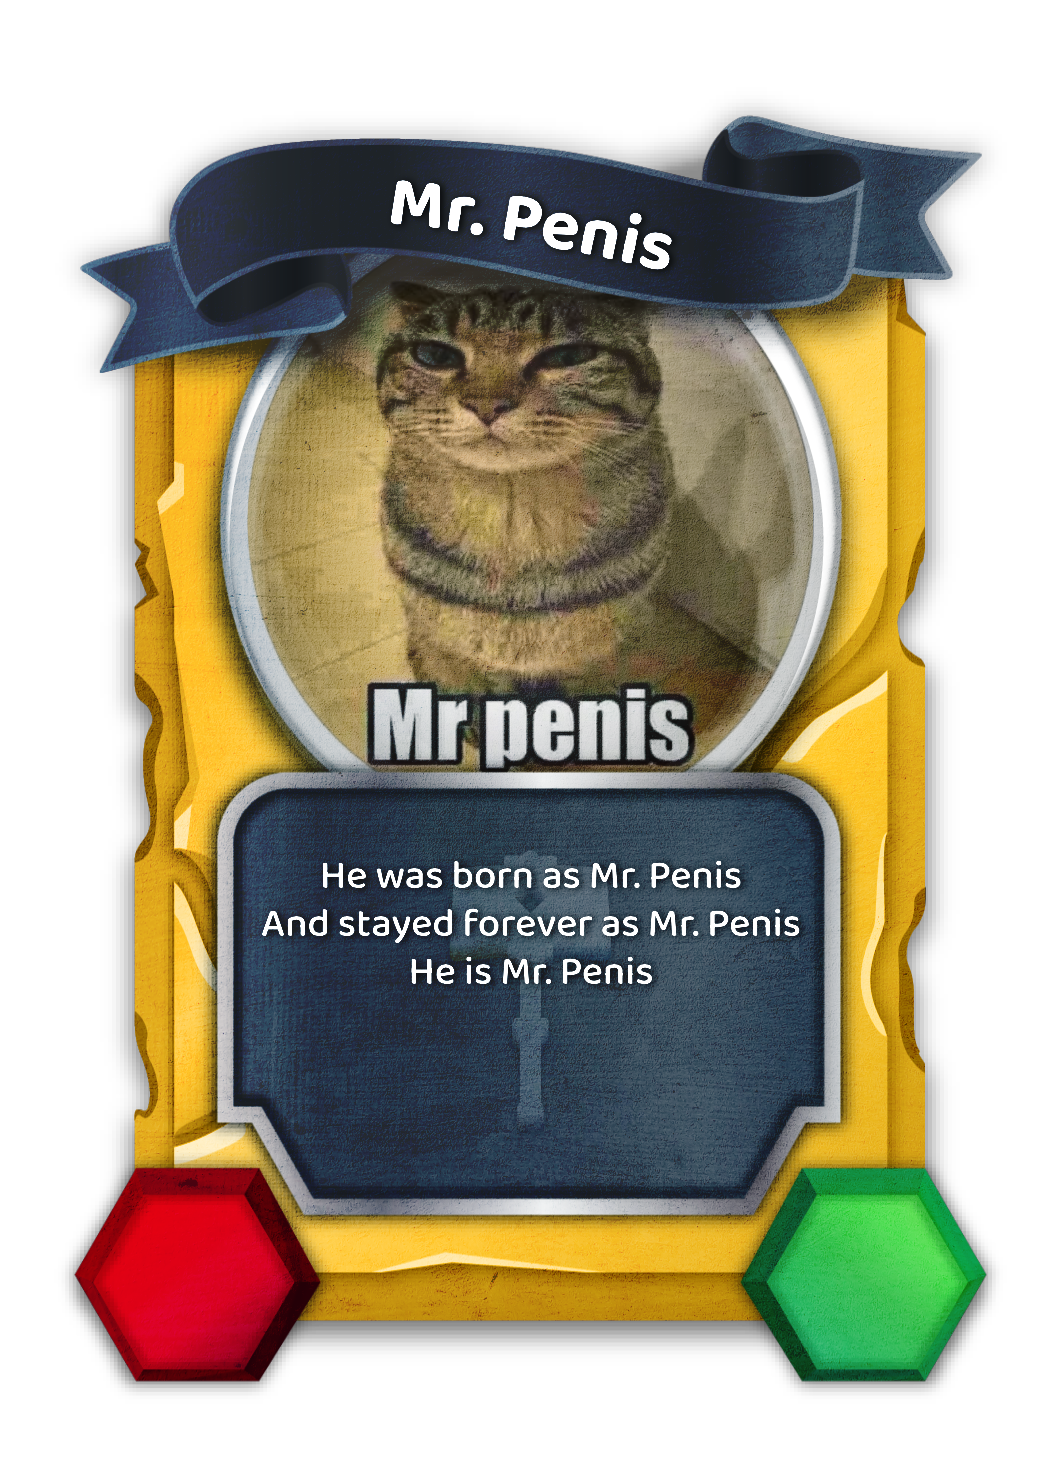 Mr. Penis
Mr penis
He was born as Mr. Penis
And stayed forever as Mr. Penis
He is Mr. Penis